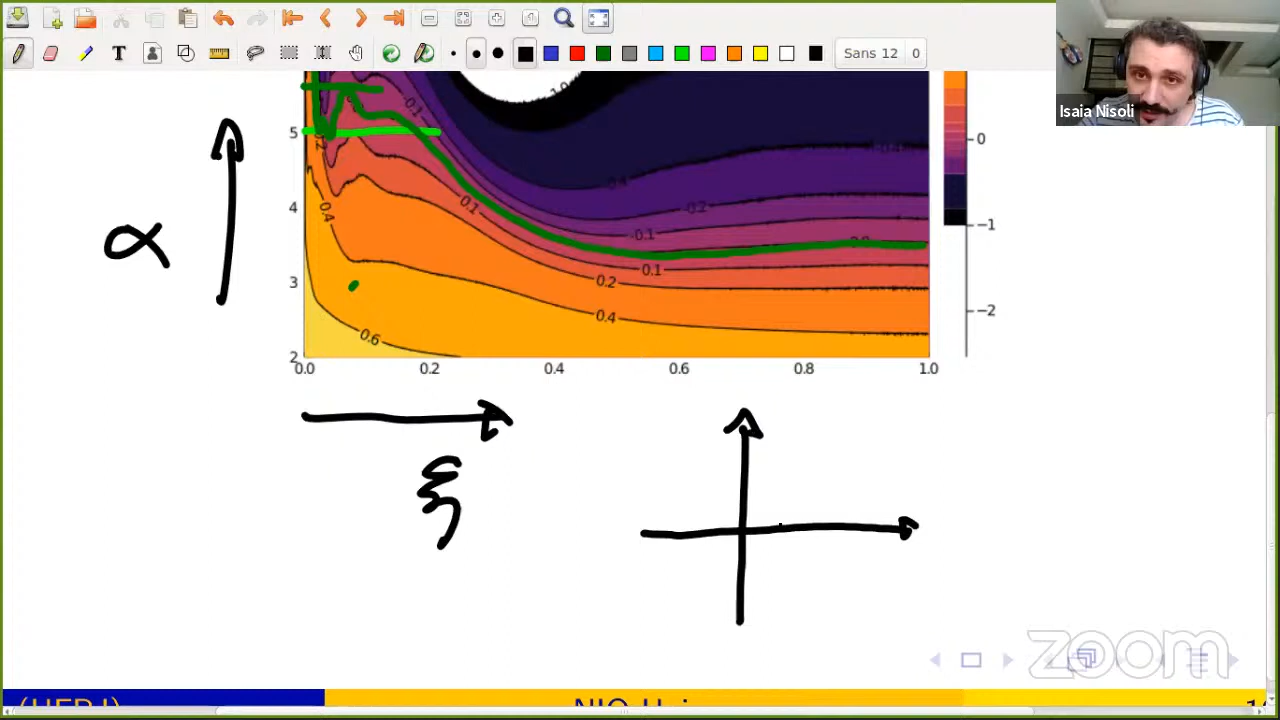 Sans 12 0
Isaia Nisoli
5
4
3
2
α
-0.1
0.2
0.4
0.1
-0.2
-0.1
0.1
0.2
0.4
0.6
0.0 0.2 0.4 0.6 0.8 1.0
0
−1
−2
ξ
zoom
(UFRJ)